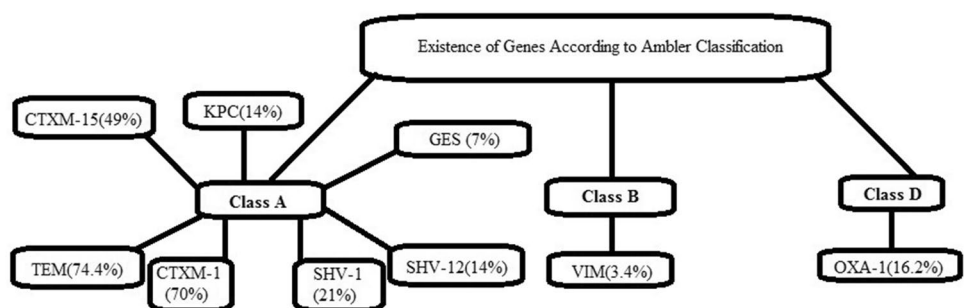 Existence of Genes According to Ambler Classification
CTXM-15(49%)
KPC(14%)
GES (7%)
Class A
Class B
Class D
TEM(74.4%)
CTXM-1
(70%)
SHV-1
(21%)
SHV-12(14%)
VIM(3.4%)
OXA-1(16.2%)